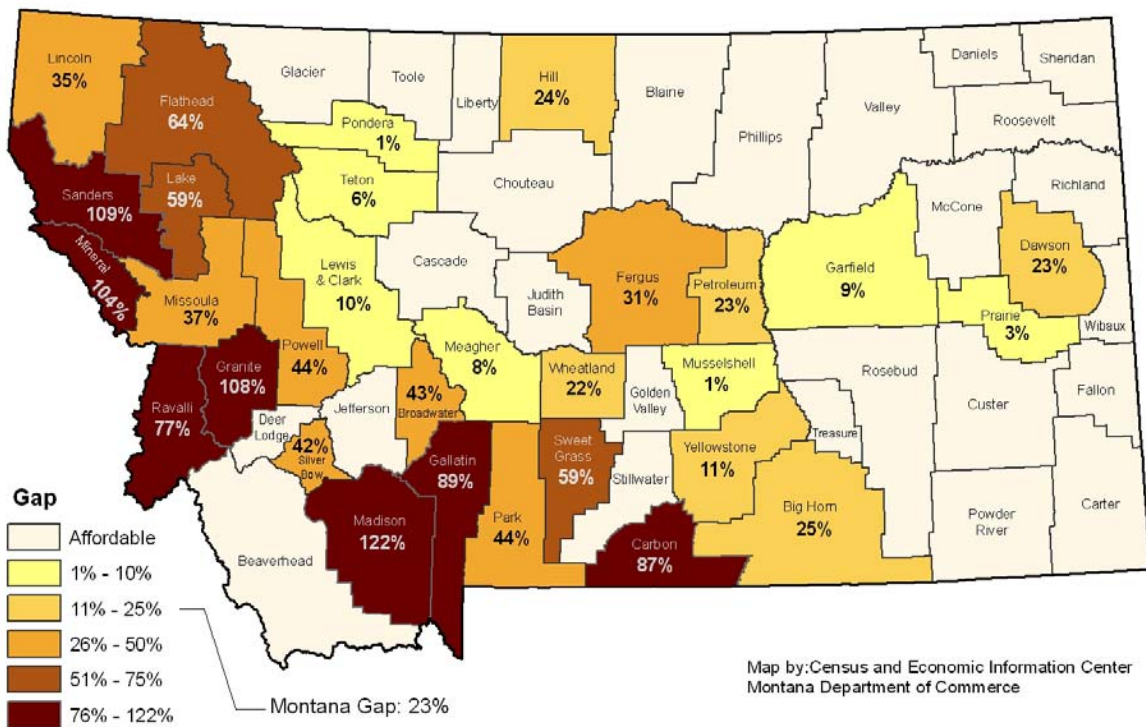 Lincoln
35%
Flathead
64%
Glacier
Toole
Liberty
Hill
24%
Blaine
Phillips
Valley
Daniels
Sheridan
Roosevelt
Pondera
1%
Teton
6%
Chouteau
Sanders
109%
Lake
59%
Mineral
104%
Missoula
37%
Lewis
& Clark
10%
Cascade
Judith
Basin
Fergus
31%
Petroleum
23%
Garfield
9%
McCone
Richland
Dawson
23%
Prairie
3%
Wibaux
Powell
44%
Granite
108%
Ravalli
77%
Deer
Lodge
42%
Silver
Bow
Jefferson
43%
Broadwater
Meagher
8%
Wheatland
22%
Golden
Valley
Musselshell
1%
Rosebud
Treasure
Custer
Fallon
Carter
Powder
River
Gallatin
89%
Madison
122%
Beaverhead
Park
44%
Sweet
Grass
59%
Stillwater
Yellowstone
11%
Carbon
87%
Big Horn
25%
Gap
Affordable
1% - 10%
11% - 25%
26% - 50%
51% - 75%
76% - 122%
Montana Gap: 23%
Map by:Census and Economic Information Center
Montana Department of Commerce